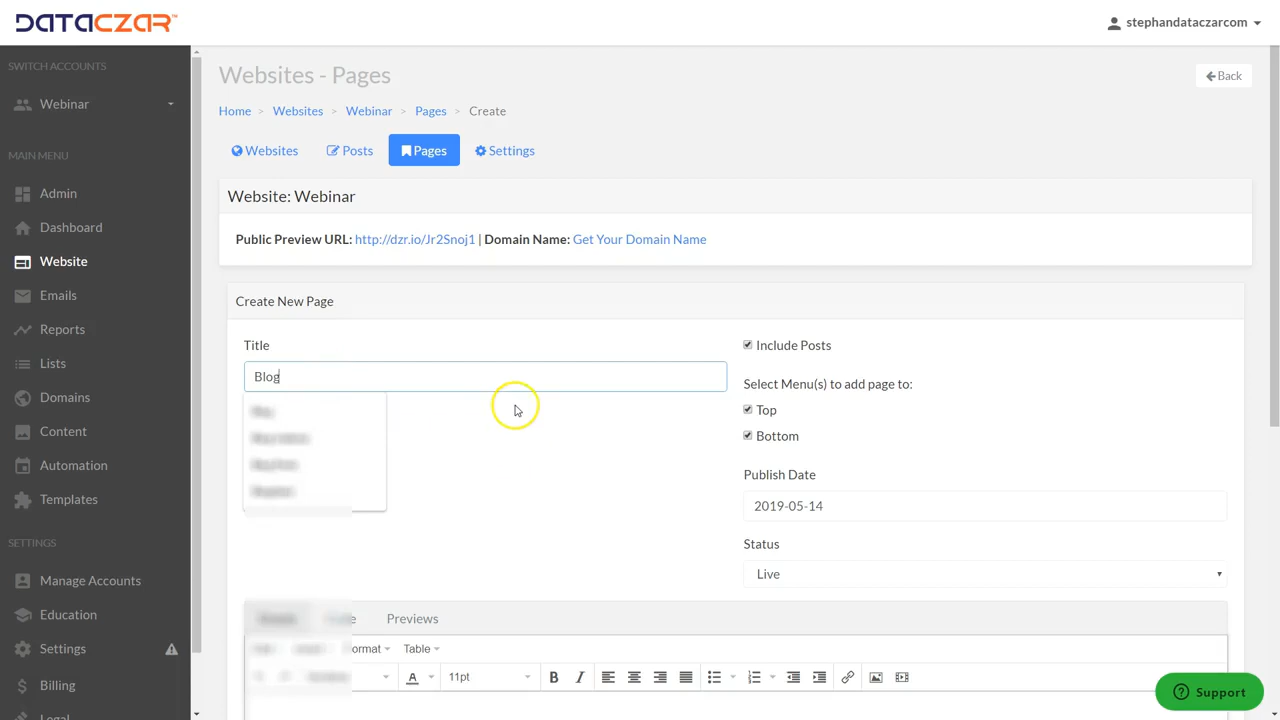 DATACZAR™
stephandataczarcom
SWITCH ACCOUNTS
Webinar
MAIN MENU
Admin
Dashboard
Website
Emails
Reports
Lists
Domains
Content
Automation
Templates
SETTINGS
Manage Accounts
Education
Settings
Billing
Legal
Websites - Pages
Back
Home > Websites > Webinar > Pages > Create
Websites Posts Pages Settings
Website: Webinar
Public Preview URL: http://dzr.io/Jr2Snoj1 | Domain Name: Get Your Domain Name
Create New Page
Title
Blog
Include Posts
Select Menu(s) to add page to:
Top
Bottom
Publish Date
2019-05-14
Status
Live
Previews
Table
A 11pt B I
Support